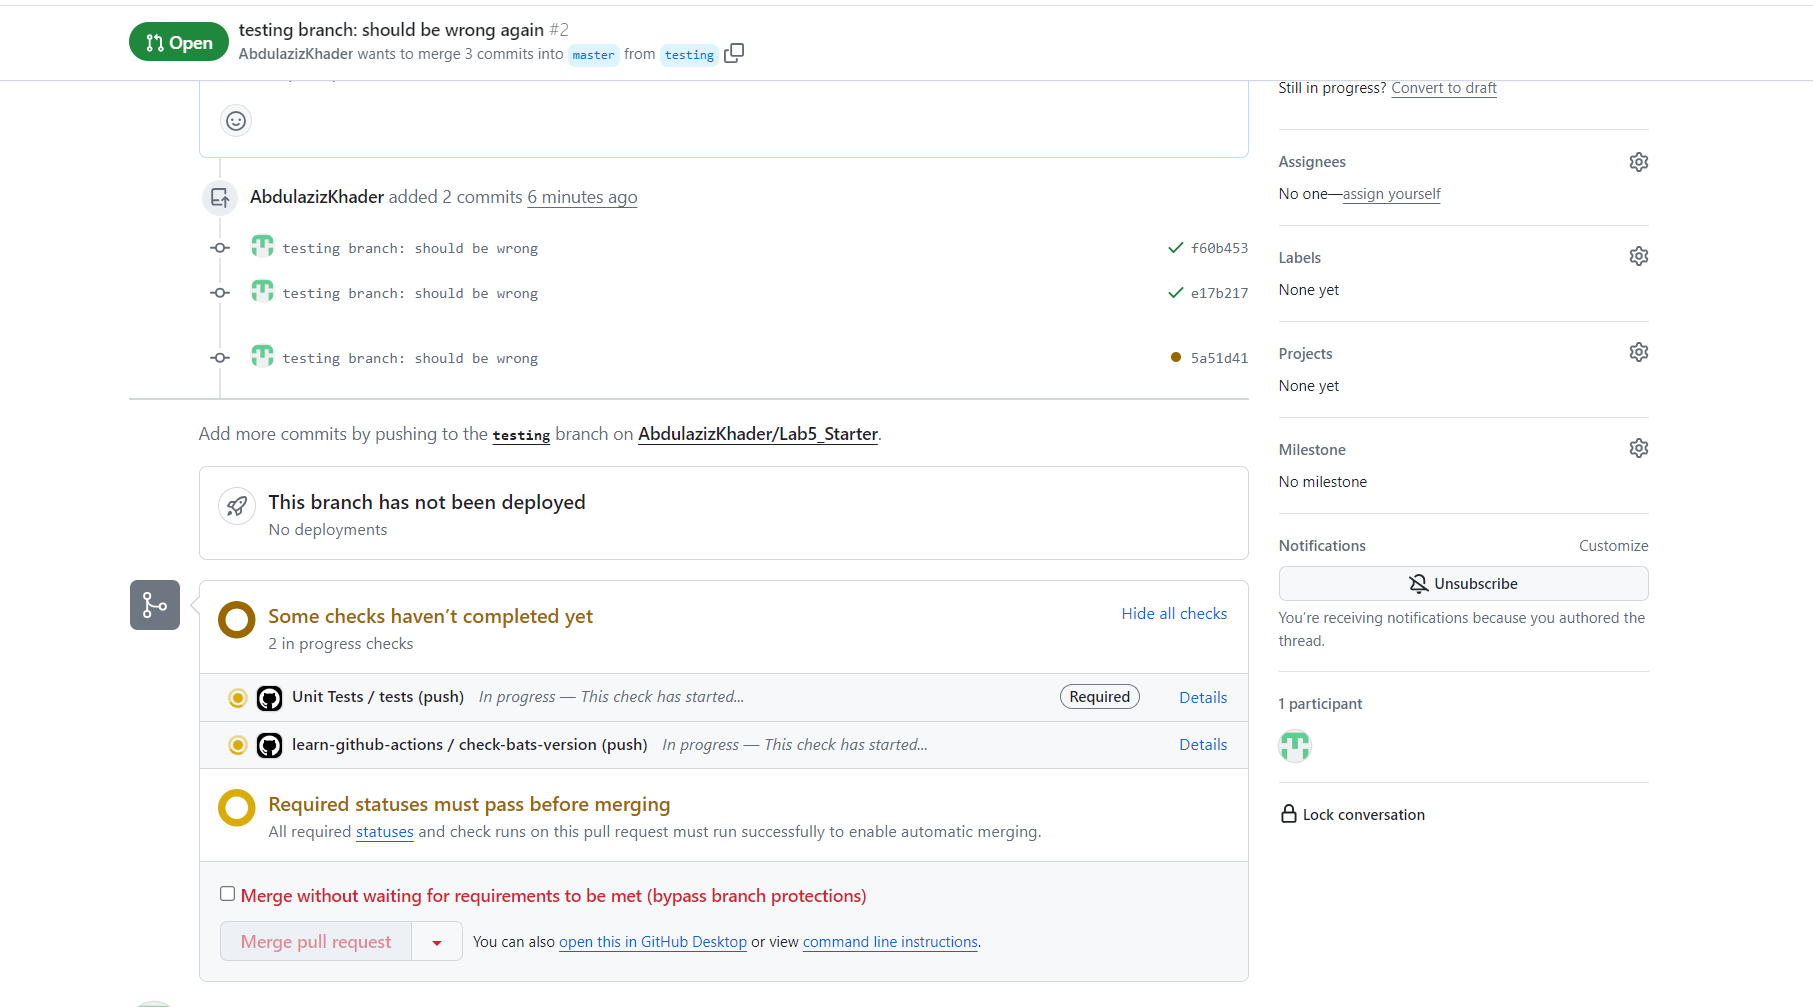 Open
testing branch: should be wrong again #2
AbdulazizKhader wants to merge 3 commits into master from testing
AbdulazizKhader added 2 commits 6 minutes ago
testing branch: should be wrong f60b453
testing branch: should be wrong e17b217
testing branch: should be wrong 5a51d41
Add more commits by pushing to the testing branch on AbdulazizKhader/Lab5_Starter.
This branch has not been deployed
No deployments
Some checks haven't completed yet
Hide all checks
2 in progress checks
Unit Tests / tests (push) In progress — This check has started... Required Details
learn-github-actions / check-bats-version (push) In progress — This check has started... Details
Required statuses must pass before merging
All required statuses and check runs on this pull request must run successfully to enable automatic merging.
Merge without waiting for requirements to be met (bypass branch protections)
Merge pull request
You can also open this in GitHub Desktop or view command line instructions.
Still in progress? Convert to draft
Assignees
No one—assign yourself
Labels
None yet
Projects
None yet
Milestone
No milestone
Notifications Customize
Unsubscribe
You're receiving notifications because you authored the
thread.
1 participant
Lock conversation